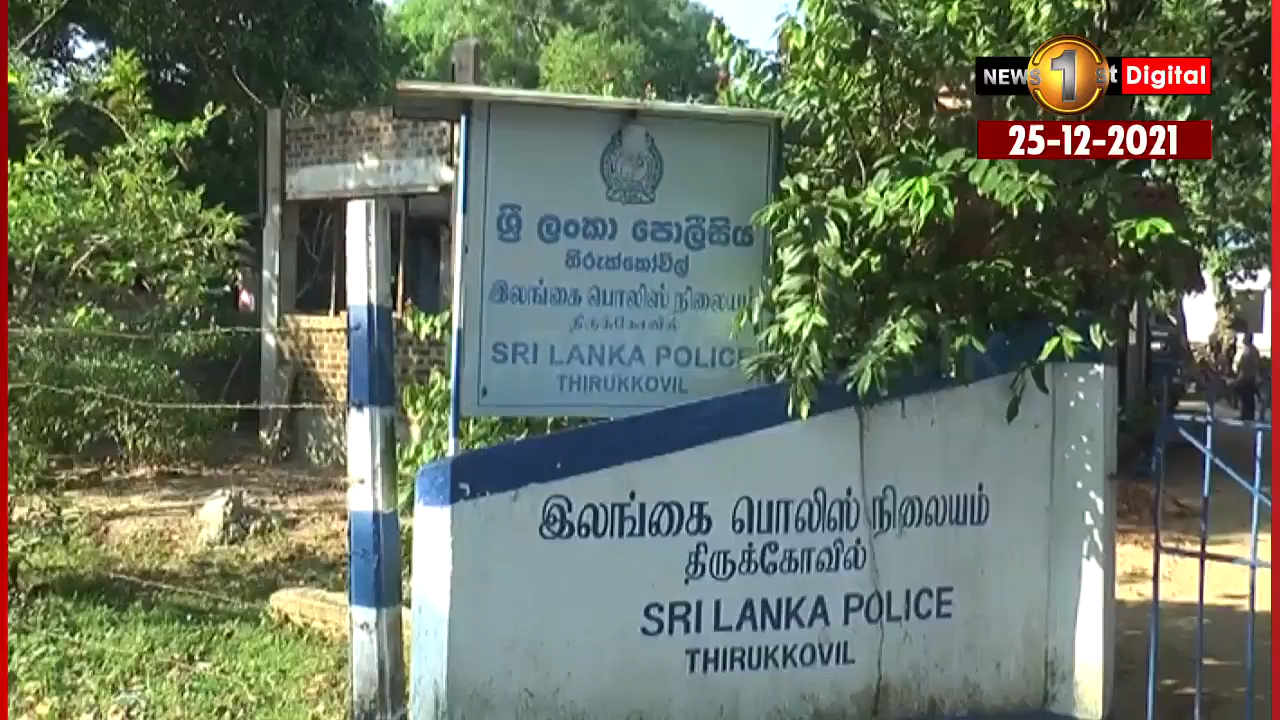 NEWS 1st Digital
25-12-2021
ශ්‍රී ලංකා පොලීසිය
තිරුක්කෝවිල්
இலங்கை பொலிஸ் நிலையம்
திருக்கோவில்
SRI LANKA POLICE
THIRUKKOVIL
இலங்கை பொலிஸ் நிலையம்
திருக்கோவில்
SRI LANKA POLICE
THIRUKKOVIL